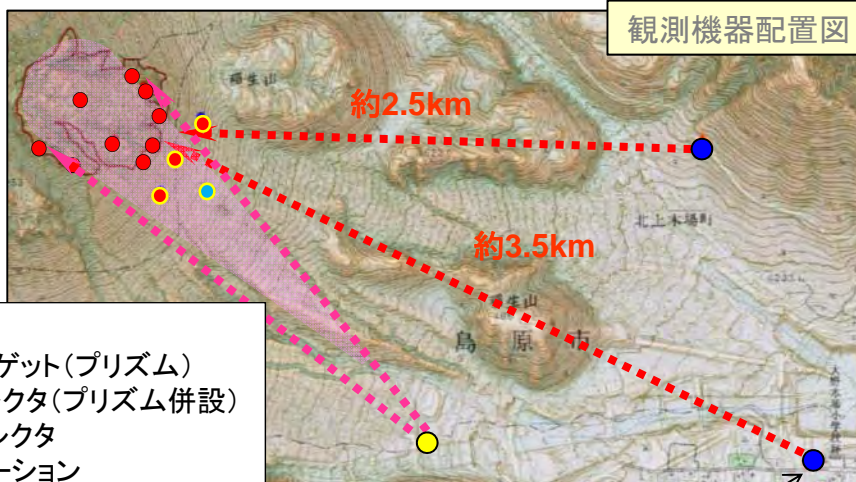 観測機器配置図
約2.5km
北上木場町
約3.5km
島原市
ゲット(プリズム)
クタ(プリズム併設)
レクタ
ーション